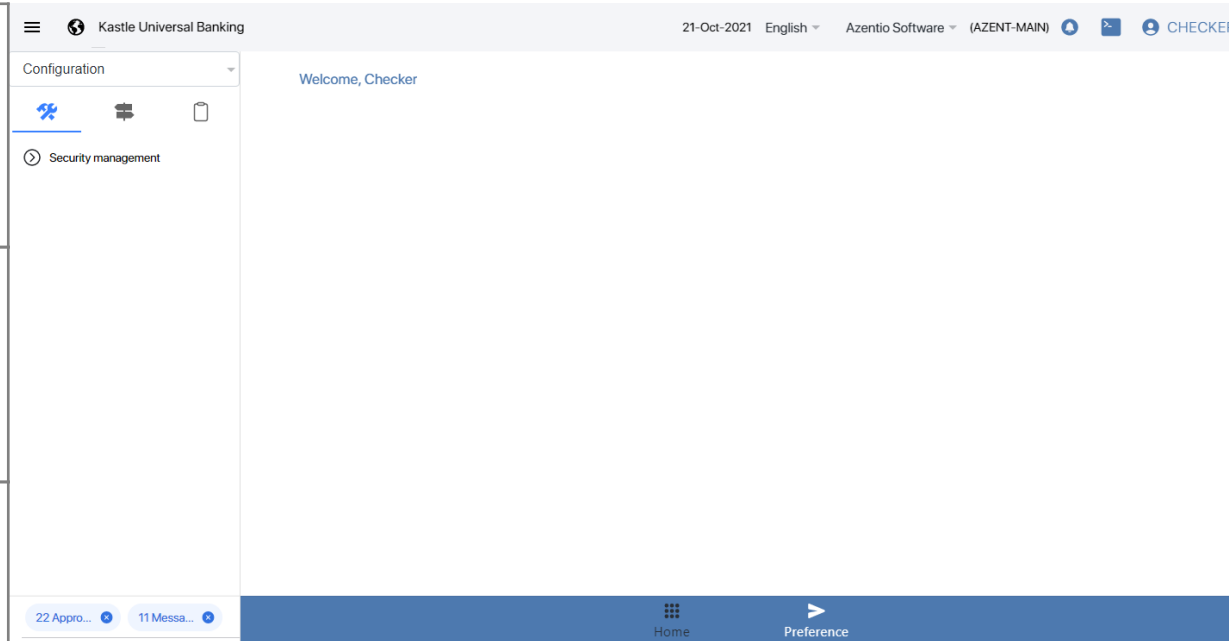 Kastle Universal Banking
21-Oct-2021 English Azentio Software (AZENT-MAIN) CHECKER
Configuration
Welcome, Checker
Security management
22 Appro... 11 Messa...
Home Preference